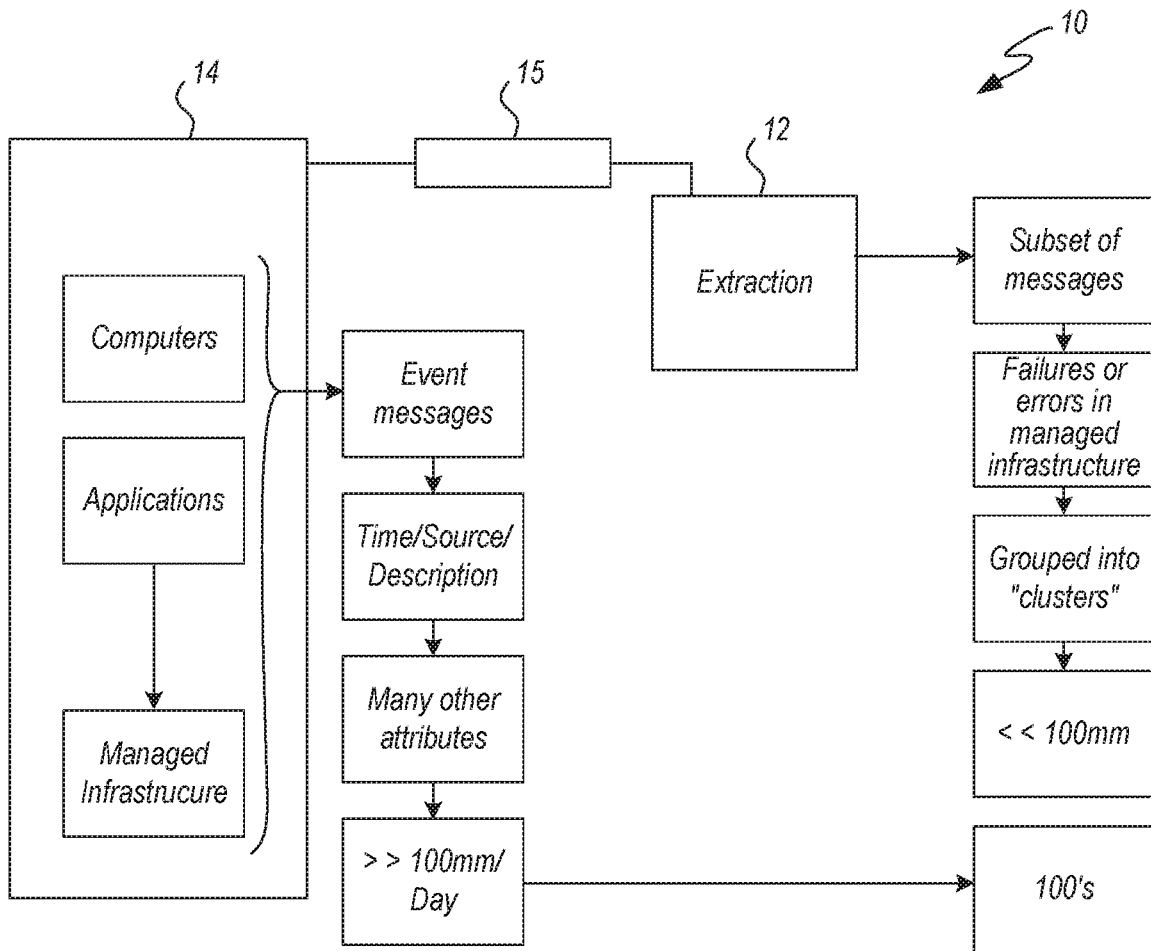 10
14
15
12
Computers
Applications
Managed
Infrastrucure
Event
messages
Time/Source/
Description
Many other
attributes
> > 100mm/
Day
Extraction
Subset of
messages
Failures or
errors in
managed
infrastructure
Grouped into
"clusters"
< < 100mm
100's